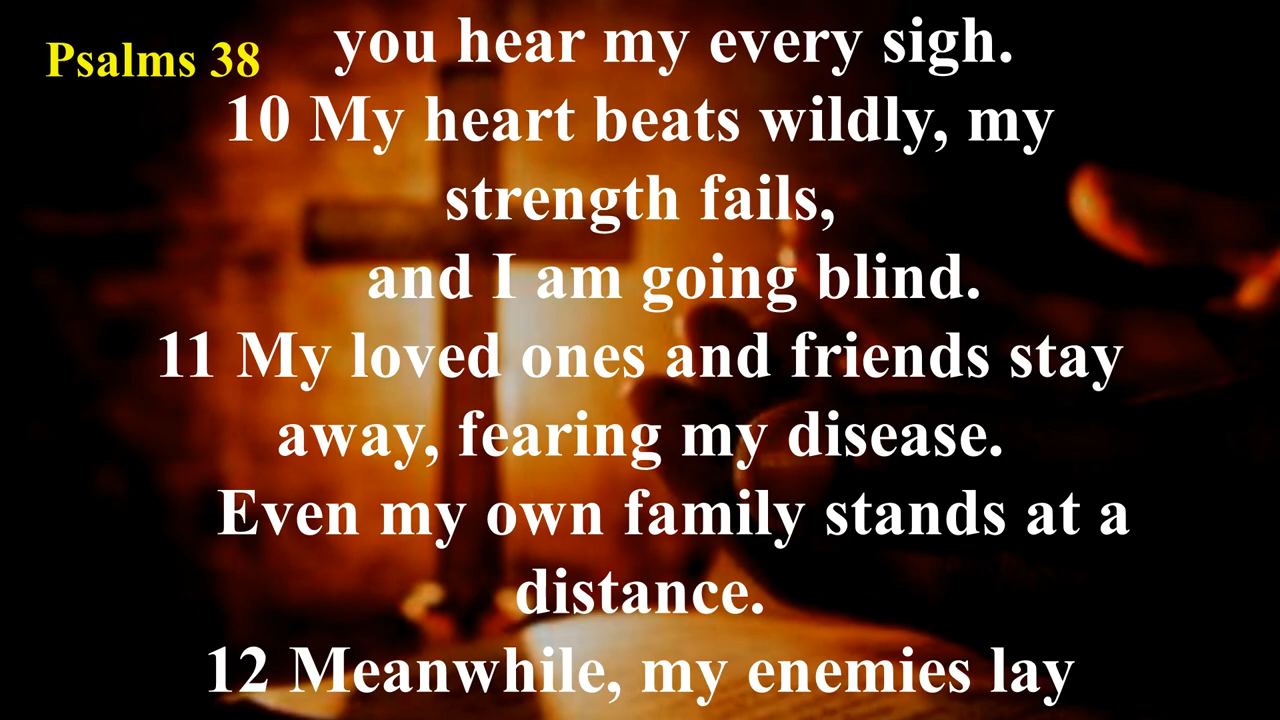 Psalms 38
you hear my every sigh.
10 My heart beats wildly, my
strength fails,
and I am going blind.
11 My loved ones and friends stay
away, fearing my disease.
Even my own family stands at a
distance.
12 Meanwhile, my enemies lay